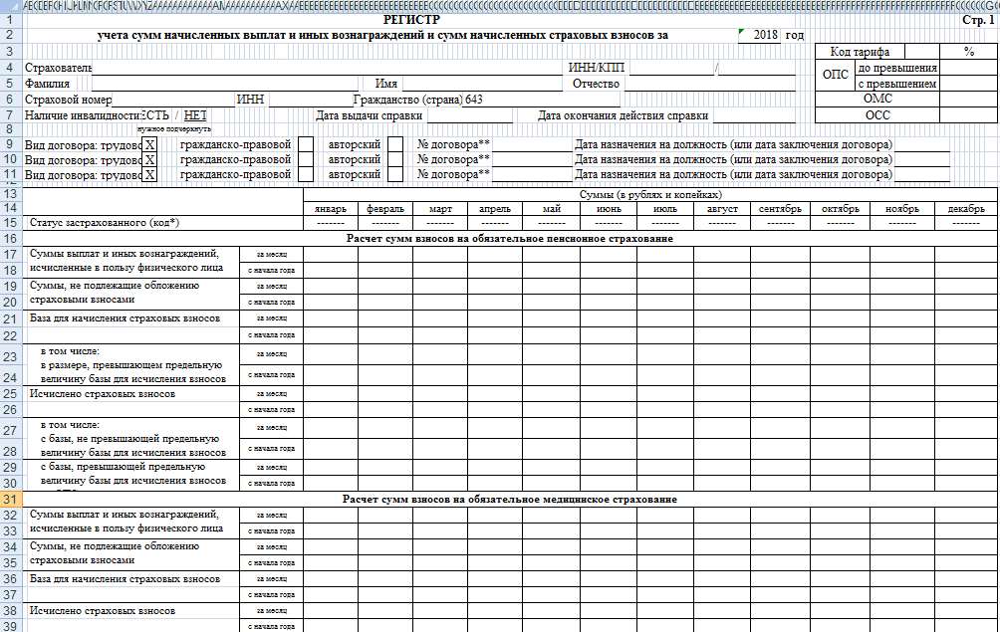 РЕГИСТР
Стр. 1
учета сумм начисленных выплат и иных вознаграждений и сумм начисленных страховых взносов за 2018 год
Код тарифа %
Страхователь ИНН/КПП /
ОПС до превышения
Фамилия Имя Отчество
с превышением
Страховой номер ИНН Гражданство (страна) 643
ОМС
Наличие инвалидности: ЕСТЬ / НЕТ Дата выдачи справки Дата окончания действия справки
ОСС
нужное подчеркнуть
Вид договора: трудово X гражданско-правовой авторский № договора** Дата назначения на должность (или дата заключения договора)
Вид договора: трудово X гражданско-правовой авторский № договора** Дата назначения на должность (или дата заключения договора)
Вид договора: трудово X гражданско-правовой авторский № договора** Дата назначения на должность (или дата заключения договора)
Суммы (в рублях и копейках)
январь февраль март апрель май июнь июль август сентябрь октябрь ноябрь декабрь
Статус застрахованного (код*) ------- ------- ------- ------- ------- ------- ------- ------- ------- ------- ------- -------
Расчет сумм взносов на обязательное пенсионное страхование
Суммы выплат и иных вознаграждений, за месяц
исчисленные в пользу физического лица с начала года
Суммы, не подлежащие обложению за месяц
страховыми взносами с начала года
База для начисления страховых взносов за месяц
с начала года
в том числе: за месяц
в размере, превышающем предельную
величину базы для исчисления взносов с начала года
Исчислено страховых взносов за месяц
с начала года
в том числе: за месяц
с базы, не превышающей предельную
величину базы для исчисления взносов с начала года
с базы, превышающей предельную за месяц
величину базы для исчисления взносов с начала года
Расчет сумм взносов на обязательное медицинское страхование
Суммы выплат и иных вознаграждений, за месяц
исчисленные в пользу физического лица с начала года
Суммы, не подлежащие обложению за месяц
страховыми взносами с начала года
База для начисления страховых взносов за месяц
с начала года
Исчислено страховых взносов за месяц
с начала года